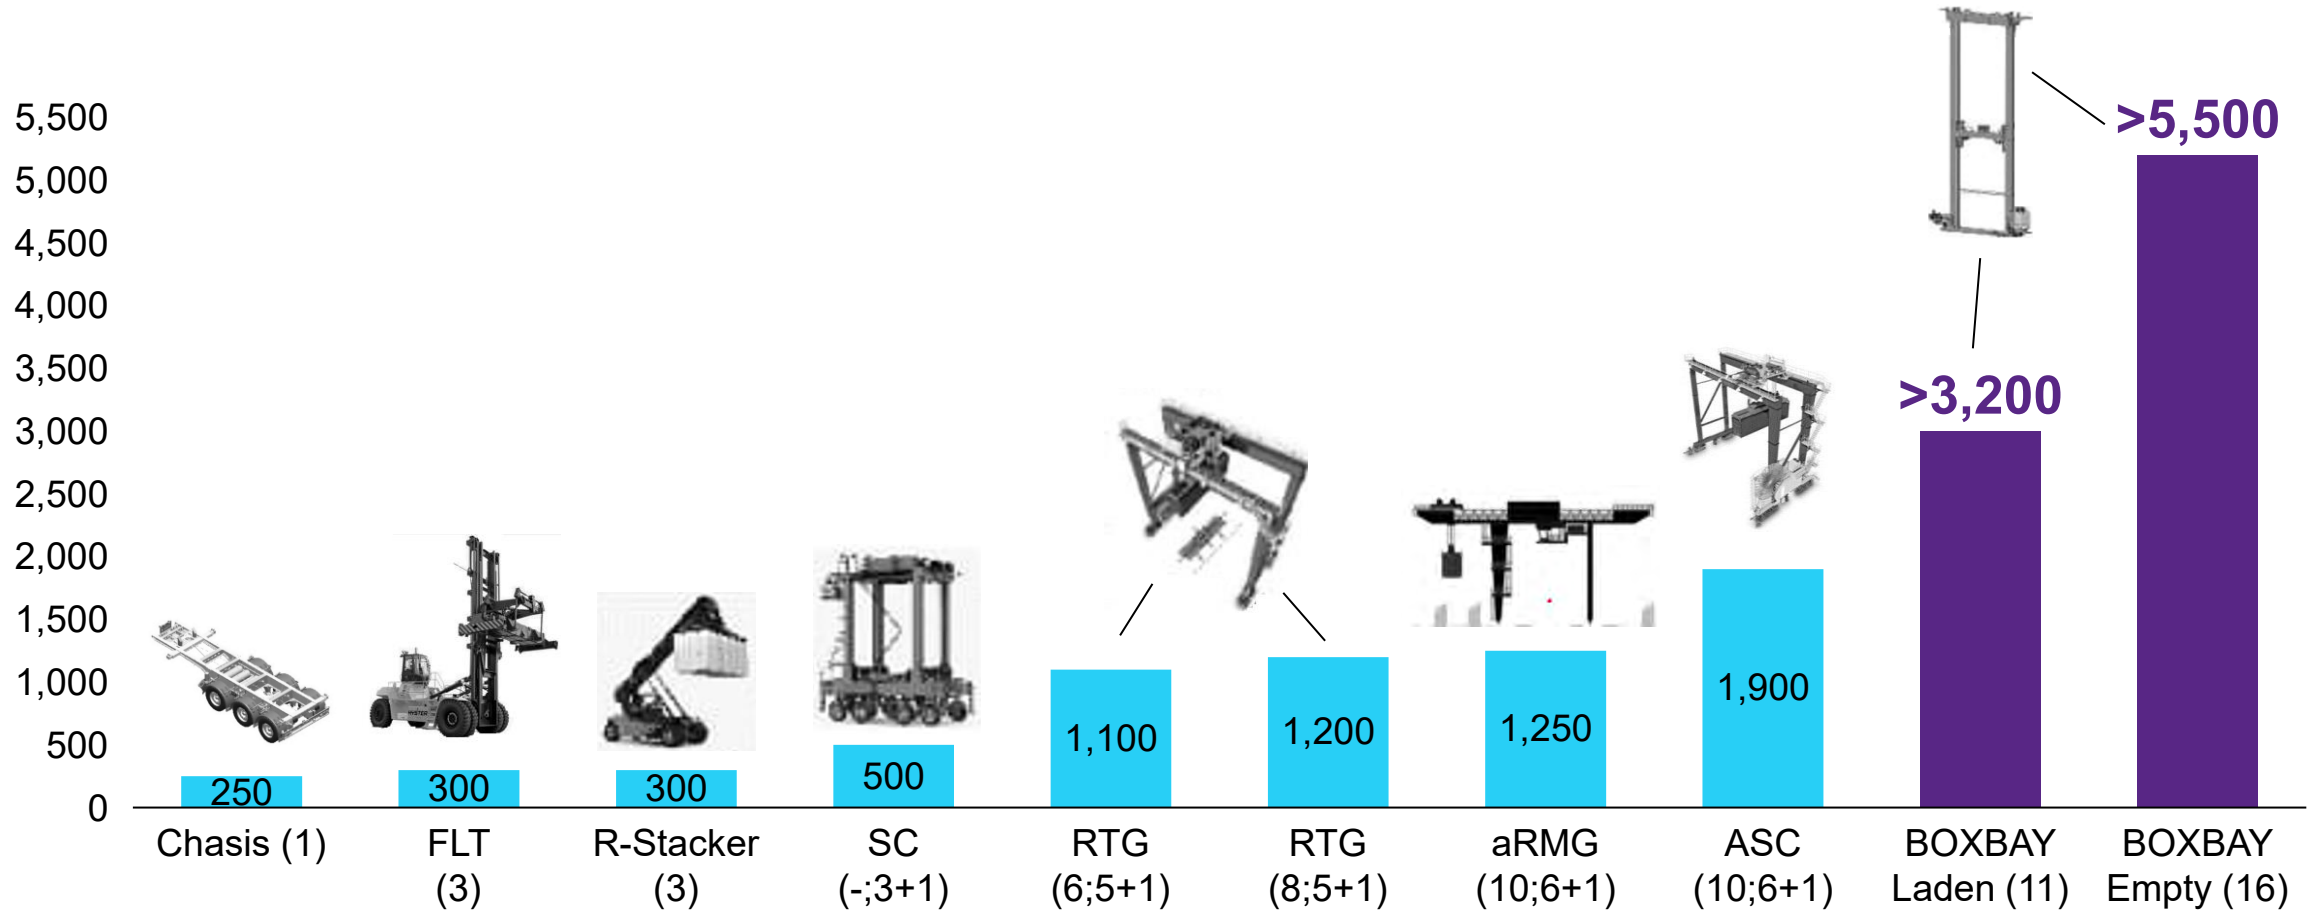 5,500
5,000
4,500
4,000
3,500
3,000
2,500
2,000
1,500
1,000
500
0
250
300
300
500
1,100
1,200
1,250
1,900
>3,200
>5,500
Chasis (1)
FLT
(3)
R-Stacker
(3)
SC
(-;3+1)
RTG
(6;5+1)
RTG
(8;5+1)
aRMG
(10;6+1)
ASC
(10;6+1)
BOXBAY
Laden (11)
BOXBAY
Empty (16)
HYSTER